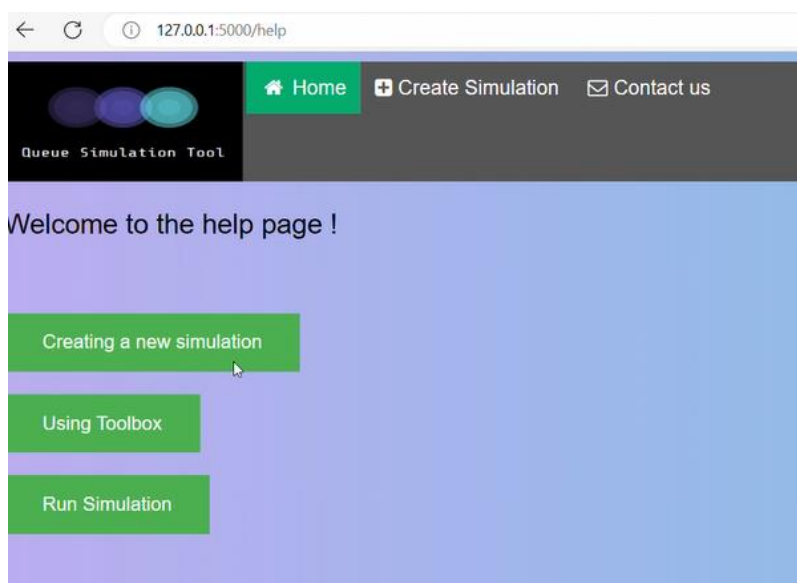 127.0.0.1:5000/help
Home Create Simulation Contact us
Queue Simulation Tool
Welcome to the help page !
Creating a new simulation
Using Toolbox
Run Simulation